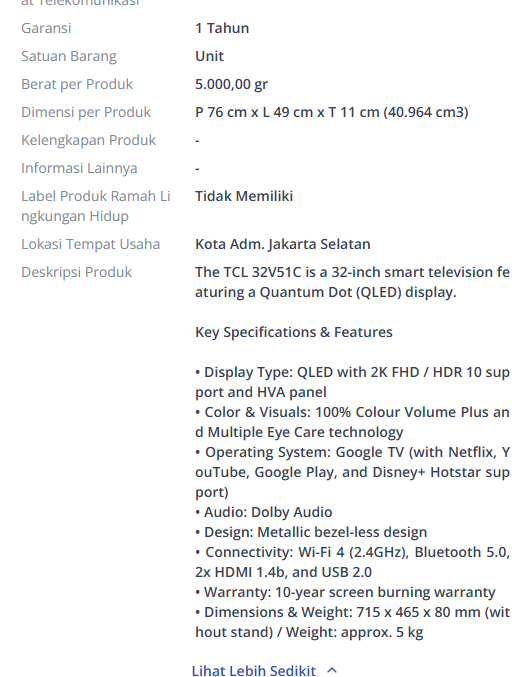 at Telekomunikasi
Garansi 1 Tahun
Satuan Barang Unit
Berat per Produk 5.000,00 gr
Dimensi per Produk P 76 cm x L 49 cm x T 11 cm (40.964 cm3)
Kelengkapan Produk -
Informasi Lainnya -
Label Produk Ramah Li Tidak Memiliki
ngkungan Hidup
Lokasi Tempat Usaha Kota Adm. Jakarta Selatan
Deskripsi Produk The TCL 32V51C is a 32-inch smart television fe
aturing a Quantum Dot (QLED) display.
Key Specifications & Features
• Display Type: QLED with 2K FHD / HDR 10 sup
port and HVA panel
• Color & Visuals: 100% Colour Volume Plus an
d Multiple Eye Care technology
• Operating System: Google TV (with Netflix, Y
ouTube, Google Play, and Disney+ Hotstar sup
port)
• Audio: Dolby Audio
• Design: Metallic bezel-less design
• Connectivity: Wi-Fi 4 (2.4GHz), Bluetooth 5.0,
2x HDMI 1.4b, and USB 2.0
• Warranty: 10-year screen burning warranty
• Dimensions & Weight: 715 x 465 x 80 mm (wit
hout stand) / Weight: approx. 5 kg
Lihat Lebih Sedikit